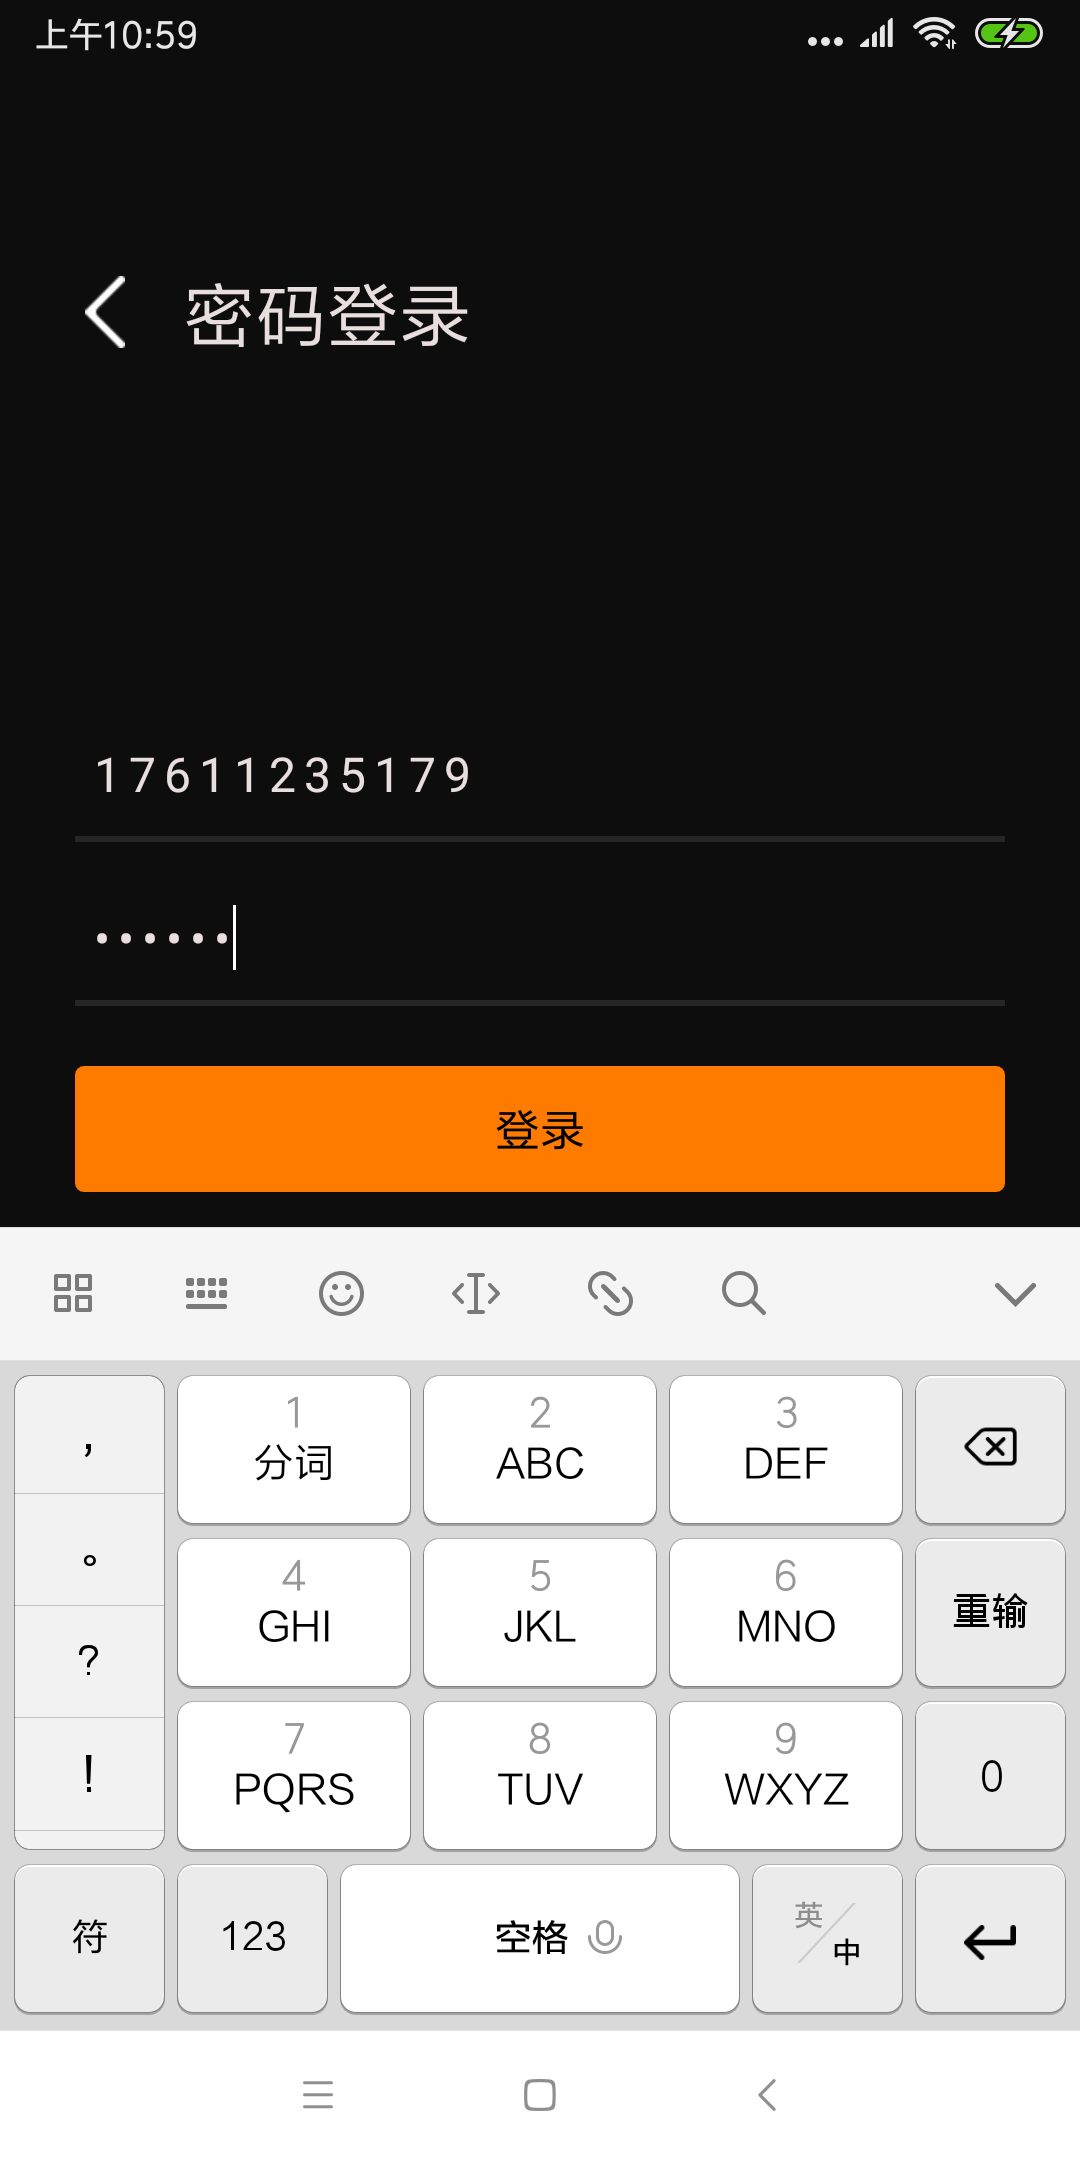 上午10:59
密码登录
17611235179
••••••
登录
, 1 2 3
分词 ABC DEF
。 4 5 6
GHI JKL MNO 重输
? 7 8 9
PQRS TUV WXYZ 0
!
符 123 空格 英/中